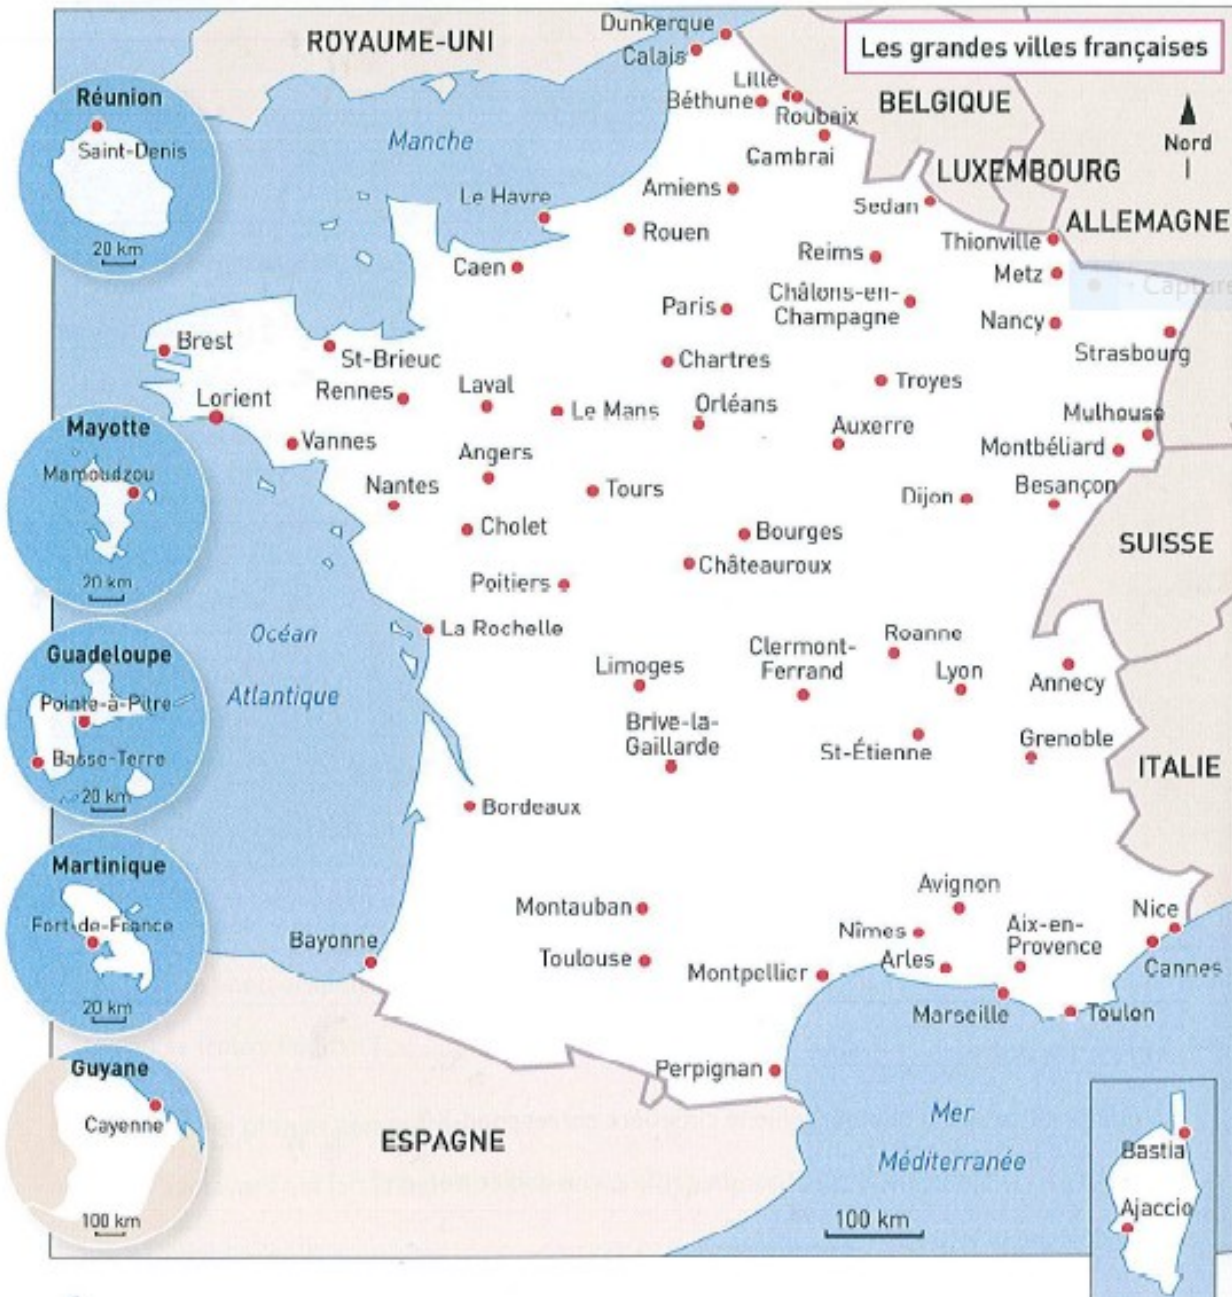 Les grandes villes françaises
ROYAUME-UNI
Dunkerque
Calais
Lille
Béthune
Roubaix
Cambrai
BELGIQUE
Nord
Réunion
Saint-Denis
20 km
Manche
LUXEMBOURG
ALLEMAGNE
Le Havre
Amiens
Sedan
Rouen
Thionville
Caen
Reims
Metz
Capture
Paris
Châlons-en-
Champagne
Nancy
Strasbourg
Brest
St-Brieuc
Chartres
Troyes
Lorient
Rennes
Laval
Le Mans
Orléans
Mulhouse
Auxerre
Montbéliard
Vannes
Angers
Mayotte
Mamoudzou
20 km
Nantes
Tours
Dijon
Besançon
Cholet
Bourges
SUISSE
Châteauroux
Poitiers
Océan
Atlantique
La Rochelle
Roanne
Clermont-
Ferrand
Limoges
Lyon
Annecy
Guadeloupe
Pointe-à-Pitre
Basse-Terre
20 km
Brive-la-
Gaillarde
St-Étienne
Grenoble
ITALIE
Bordeaux
Martinique
Fort-de-France
20 km
Avignon
Montauban
Nîmes
Aix-en-
Provence
Nice
Bayonne
Toulouse
Montpellier
Arles
Cannes
Marseille
Toulon
Guyane
Cayenne
100 km
Perpignan
ESPAGNE
Mer
Méditerranée
100 km
Bastia
Ajaccio